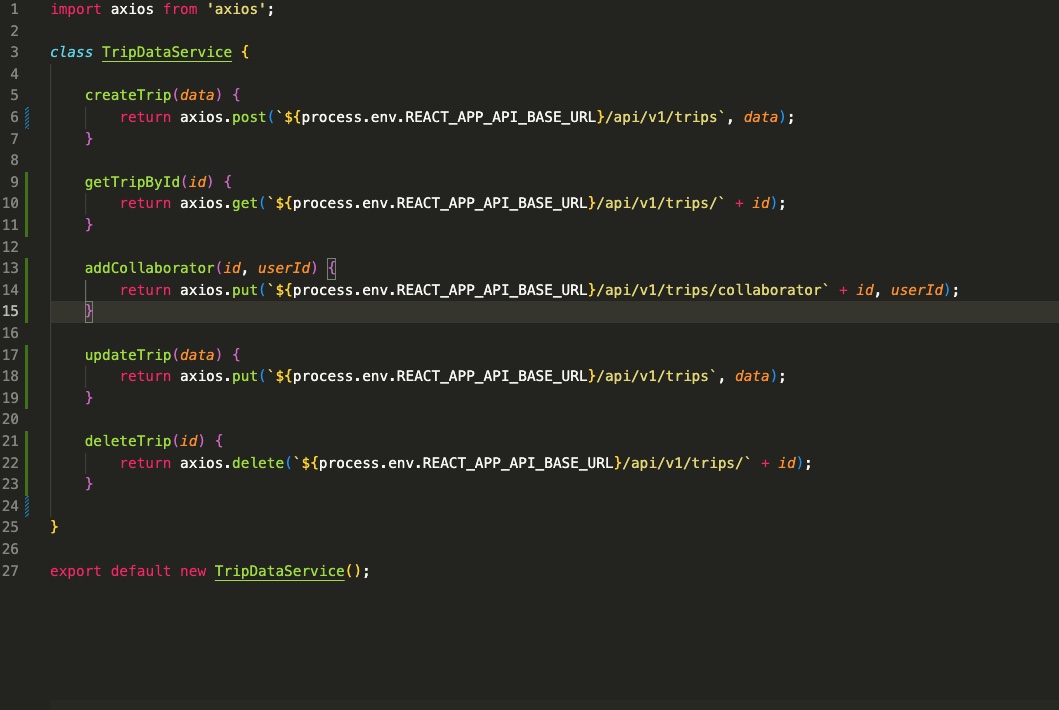 1 import axios from 'axios';
2
3 class TripDataService {
4
5 createTrip(data) {
6 return axios.post(`${process.env.REACT_APP_API_BASE_URL}/api/v1/trips`, data);
7 }
8
9 getTripById(id) {
10 return axios.get(`${process.env.REACT_APP_API_BASE_URL}/api/v1/trips/` + id);
11 }
12
13 addCollaborator(id, userId) {
14 return axios.put(`${process.env.REACT_APP_API_BASE_URL}/api/v1/trips/collaborator` + id, userId);
15 }
16
17 updateTrip(data) {
18 return axios.put(`${process.env.REACT_APP_API_BASE_URL}/api/v1/trips`, data);
19 }
20
21 deleteTrip(id) {
22 return axios.delete(`${process.env.REACT_APP_API_BASE_URL}/api/v1/trips/` + id);
23 }
24
25 }
26
27 export default new TripDataService();